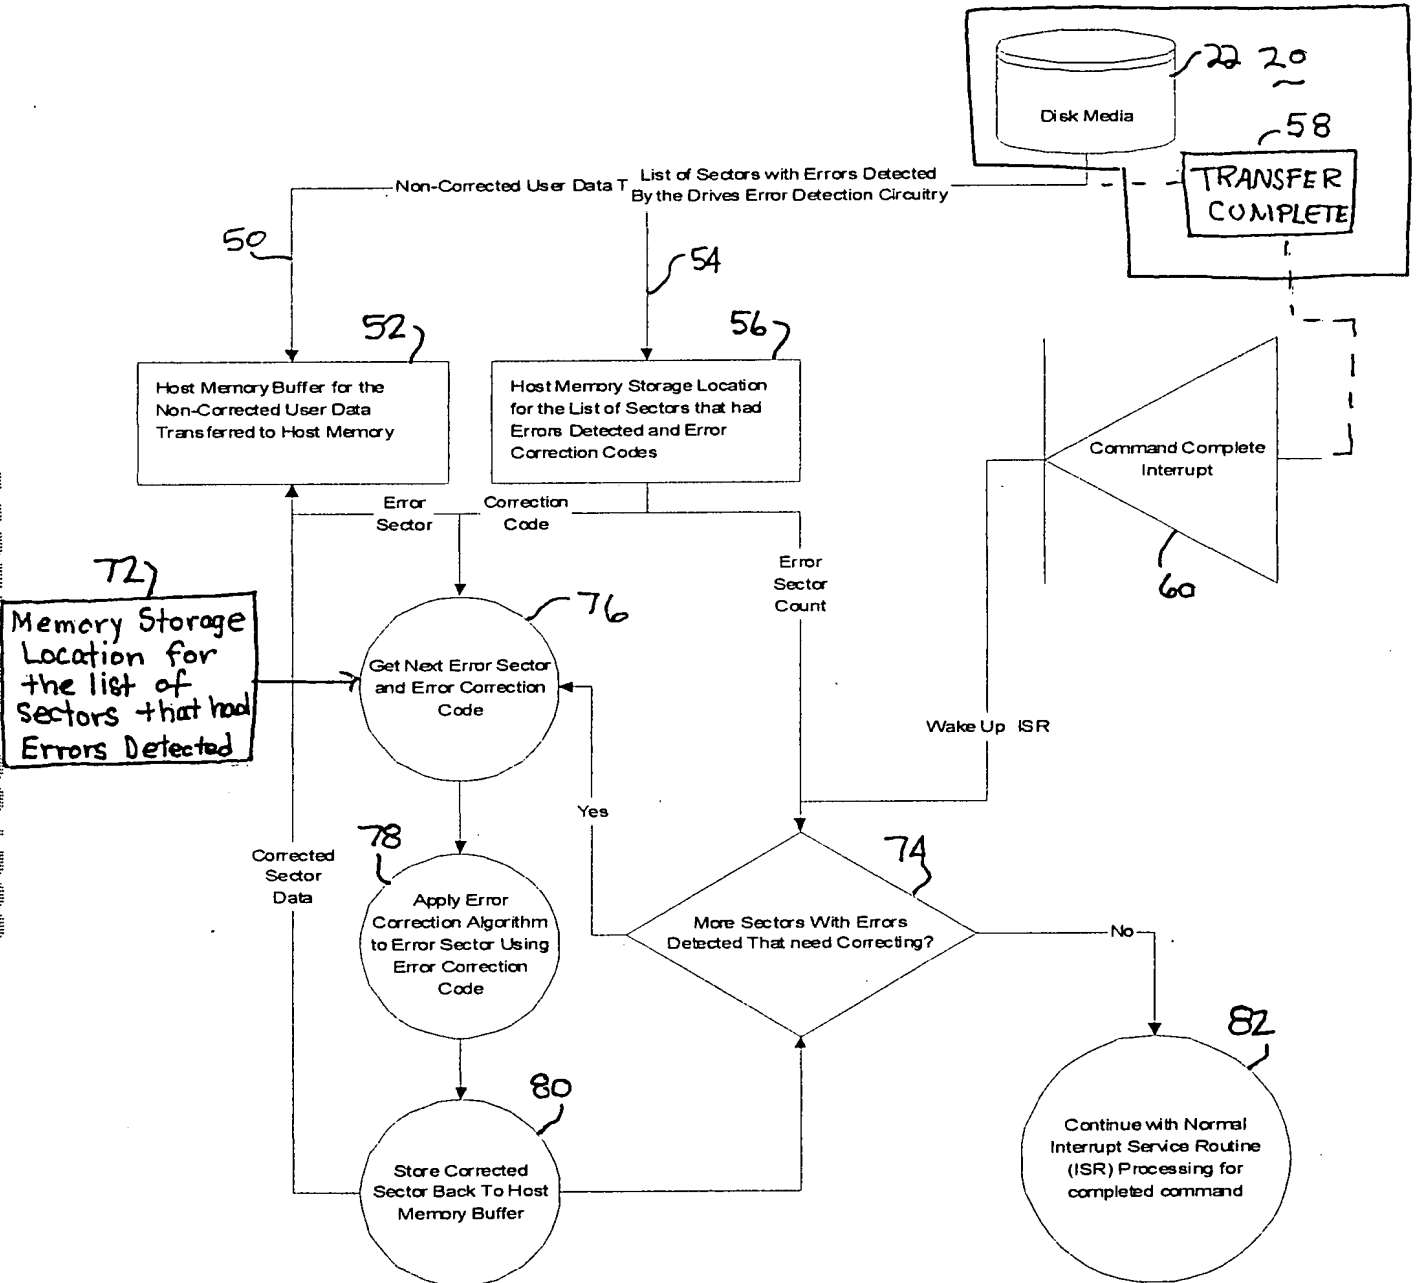 22 20
Disk Media
58
TRANSFER
COMPLETE
Non-Corrected User Data T
List of Sectors with Errors Detected
By the Drives Error Detection Circuitry
50
54
52
56
Host Memory Buffer for the
Non-Corrected User Data
Transferred to Host Memory
Host Memory Storage Location
for the List of Sectors that had
Errors Detected and Error
Correction Codes
Command Complete
Interrupt
60
Error
Sector
Correction
Code
Error
Sector
Count
72
Memory Storage
Location for
the list of
sectors that had
Errors Detected
76
Get Next Error Sector
and Error Correction
Code
Wake Up ISR
Yes
78
74
Corrected
Sector
Data
Apply Error
Correction Algorithm
to Error Sector Using
Error Correction
Code
More Sectors With Errors
Detected That need Correcting?
No
80
82
Store Corrected
Sector Back To Host
Memory Buffer
Continue with Normal
Interrupt Service Routine
(ISR) Processing for
completed command